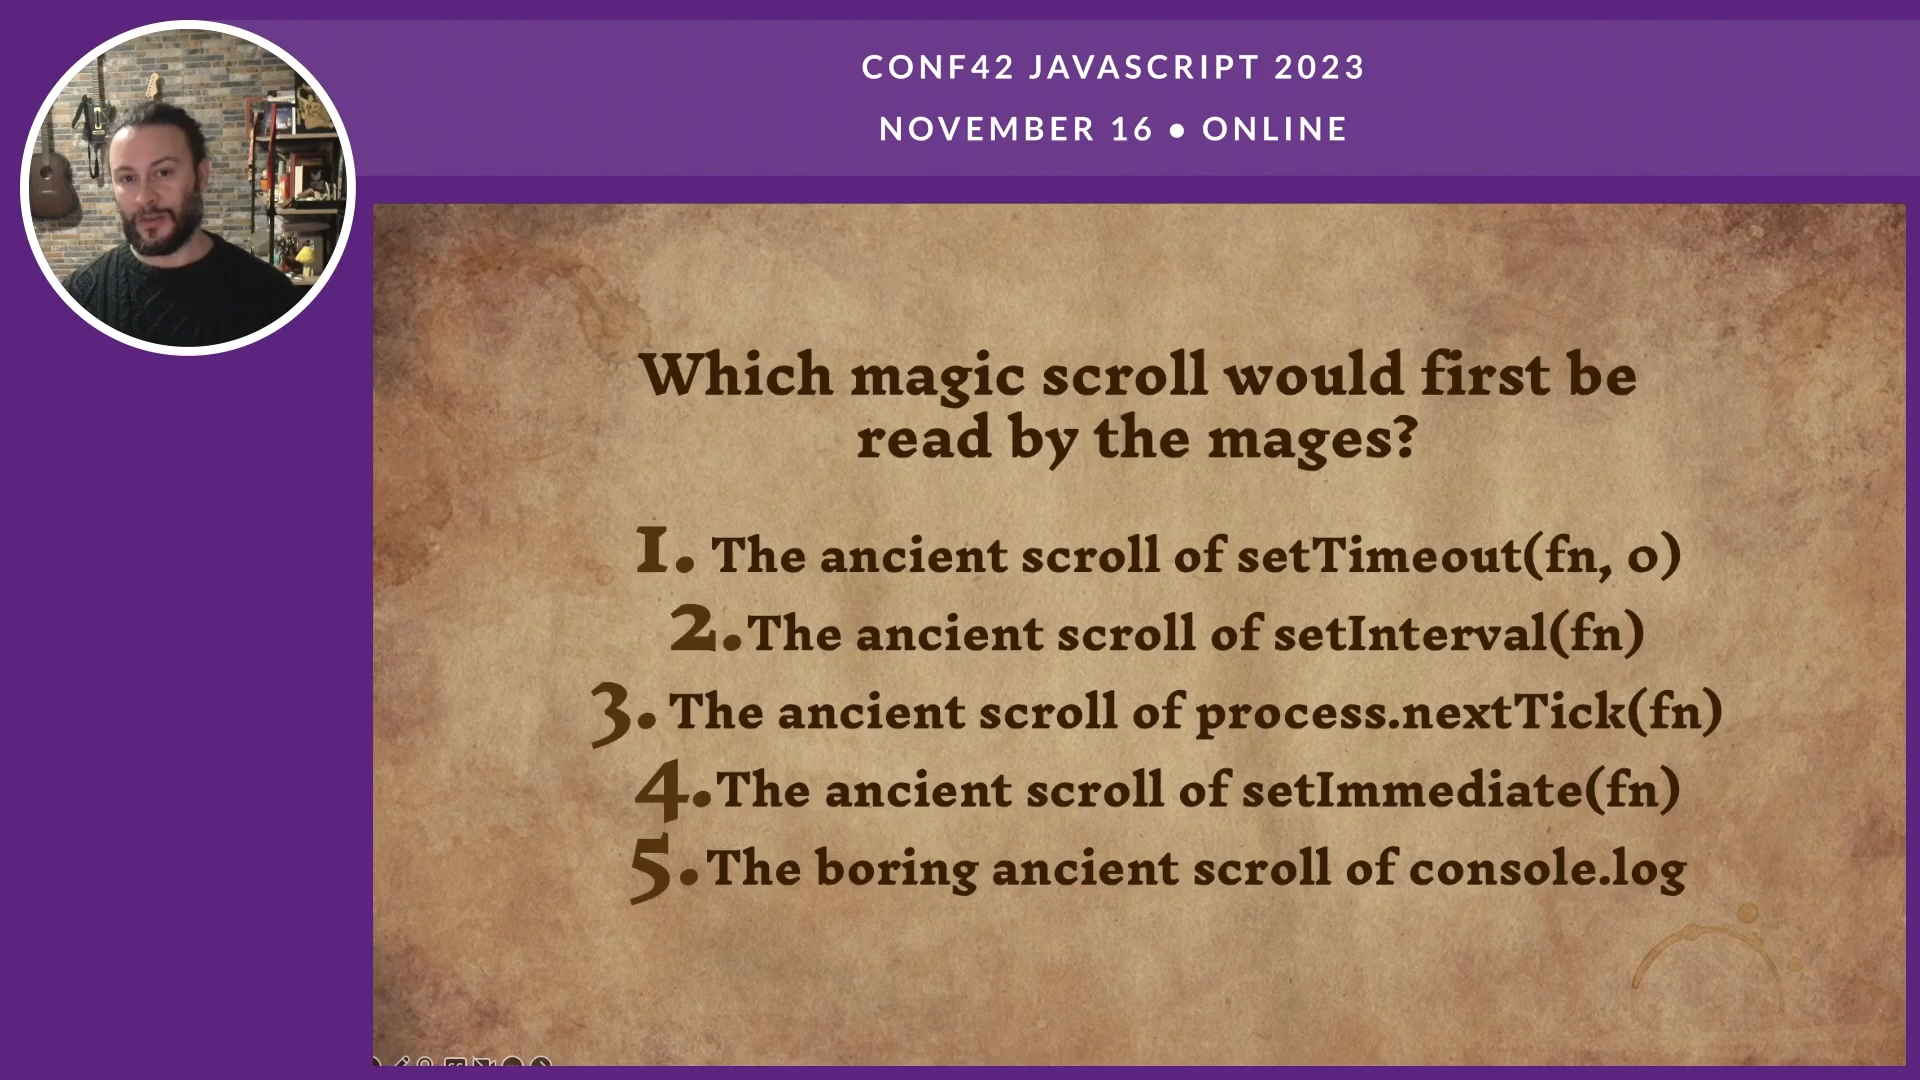 CONF42 JAVASCRIPT 2023
NOVEMBER 16 • ONLINE
Which magic scroll would first be
read by the mages?
1. The ancient scroll of setTimeout(fn, 0)
2. The ancient scroll of setInterval(fn)
3. The ancient scroll of process.nextTick(fn)
4. The ancient scroll of setImmediate(fn)
5. The boring ancient scroll of console.log